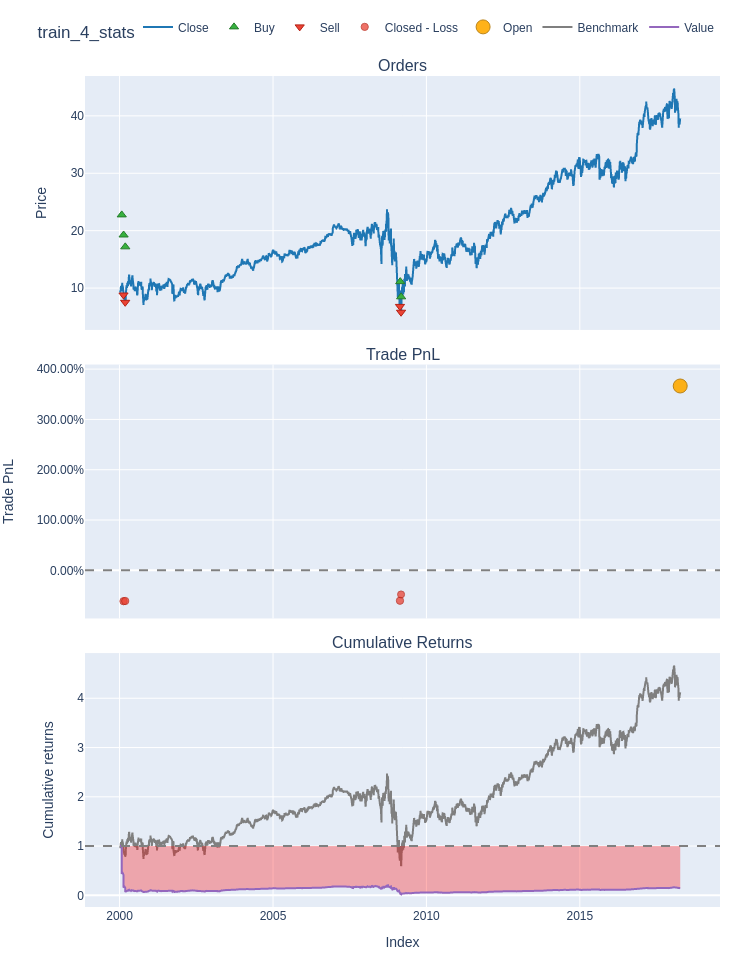 train_4_stats
Close
Buy
Sell
Closed - Loss
Open
Benchmark
Value
Orders
Price
40
30
20
10
Trade PnL
Trade PnL
400.00%
300.00%
200.00%
100.00%
0.00%
Cumulative Returns
Cumulative returns
4
3
2
1
0
2000
2005
2010
2015
Index